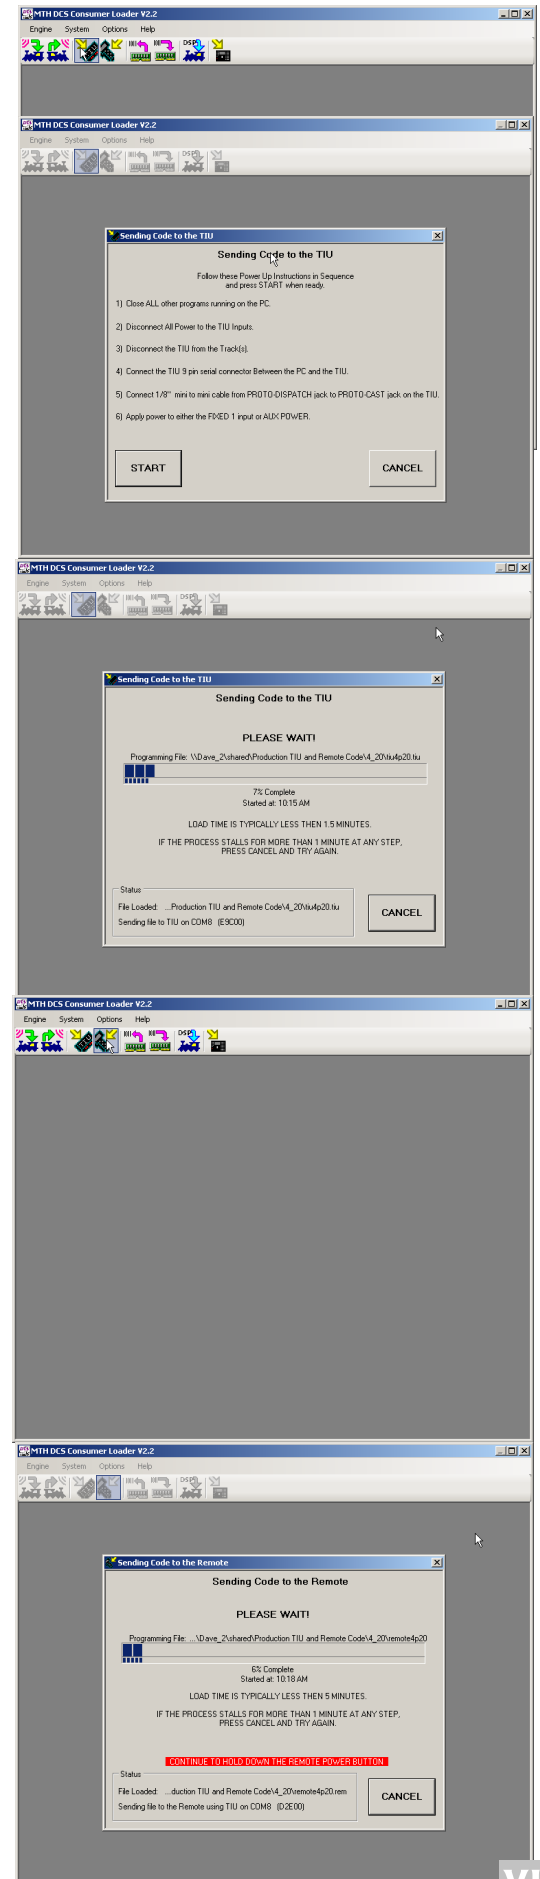 MTH DCS Consumer Loader V2.2
Engine System Options Help
DSP
MTH DCS Consumer Loader V2.2
Engine System Options Help
DSP
Sending Code to the TIU
Sending Code to the TIU
Follow these Power Up Instructions in Sequence
and press START when ready.
1) Close ALL other programs running on the PC.
2) Disconnect All Power to the TIU Inputs.
3) Disconnect the TIU from the Track(s).
4) Connect the TIU 9 pin serial connector Between the PC and the TIU.
5) Connect 1/8" mini to mini cable from PROTO-DISPATCH jack to PROTO-CAST jack on the TIU.
6) Apply power to either the FIXED 1 input or AUX POWER.
START CANCEL
MTH DCS Consumer Loader V2.2
Engine System Options Help
DSP
Sending Code to the TIU
Sending Code to the TIU
PLEASE WAIT!
Programming File: \\Dave_2\shared\Production TIU and Remote Code\4_20\tiu4p20.tiu
7% Complete
Started at: 10:15 AM
LOAD TIME IS TYPICALLY LESS THEN 1.5 MINUTES.
IF THE PROCESS STALLS FOR MORE THAN 1 MINUTE AT ANY STEP,
PRESS CANCEL AND TRY AGAIN.
Status
File Loaded: ...Production TIU and Remote Code\4_20\tiu4p20.tiu
Sending file to TIU on COM8 (E9C00)
CANCEL
MTH DCS Consumer Loader V2.2
Engine System Options Help
DSP
MTH DCS Consumer Loader V2.2
Engine System Options Help
DSP
Sending Code to the Remote
Sending Code to the Remote
PLEASE WAIT!
Programming File: ...\Dave_2\shared\Production TIU and Remote Code\4_20\remote4p20
6% Complete
Started at: 10:18 AM
LOAD TIME IS TYPICALLY LESS THEN 5 MINUTES.
IF THE PROCESS STALLS FOR MORE THAN 1 MINUTE AT ANY STEP,
PRESS CANCEL AND TRY AGAIN.
CONTINUE TO HOLD DOWN THE REMOTE POWER BUTTON
Status
File Loaded: ...duction TIU and Remote Code\4_20\remote4p20.rem
Sending file to the Remote using TIU on COM8 (D2E00)
CANCEL